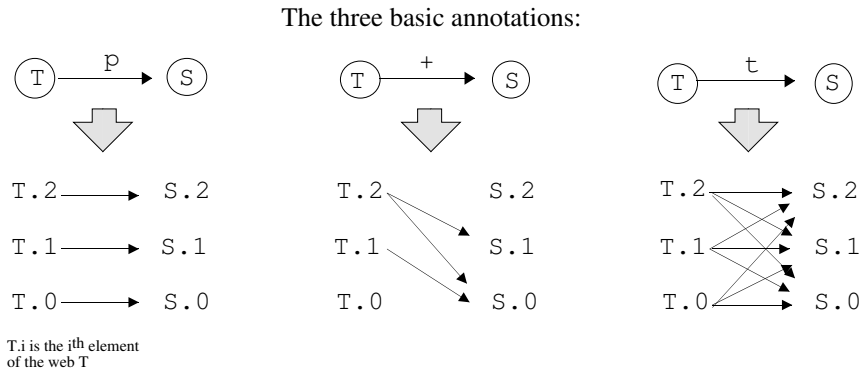 The three basic annotations:
T p S
T + S
T t S
T.2 S.2 T.2 S.2 T.2 S.2
T.1 S.1 T.1 S.1 T.1 S.1
T.0 S.0 T.0 S.0 T.0 S.0
T.i is the ith element
of the web T